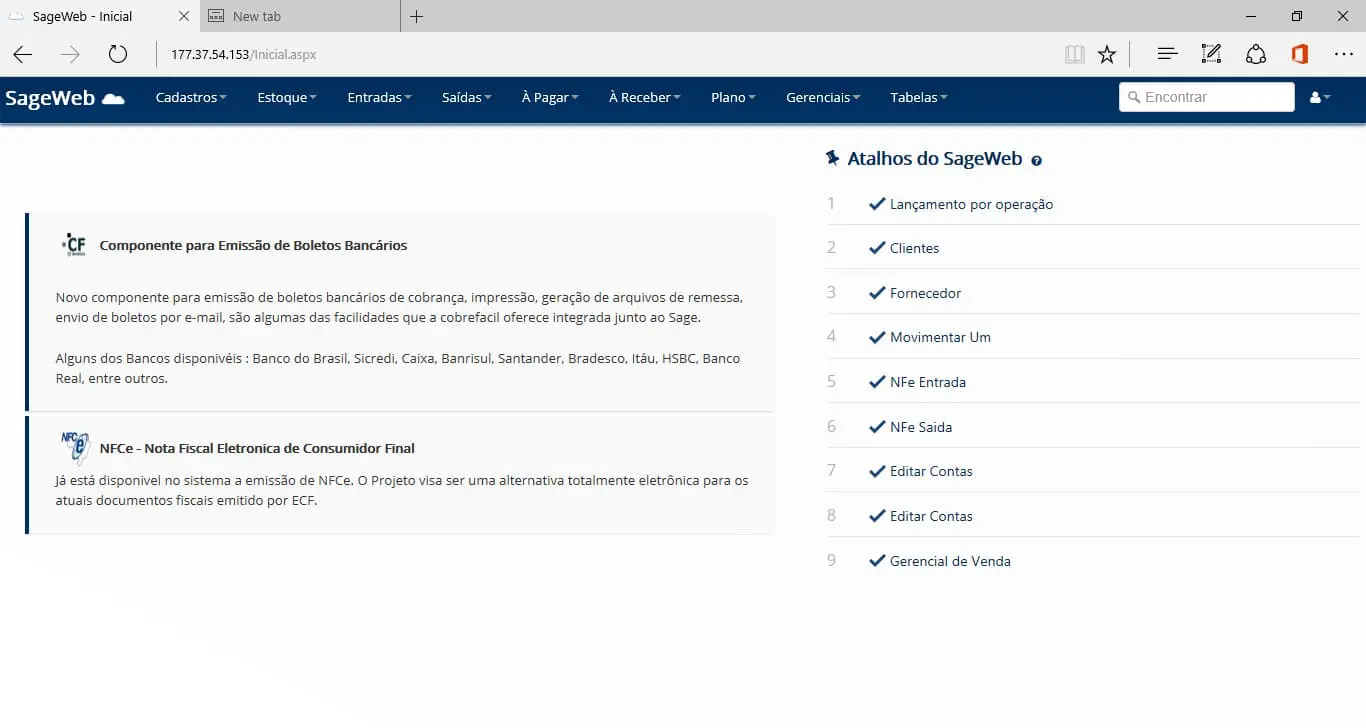 SageWeb - Inicial
New tab
177.37.54.153/Inicial.aspx
SageWeb
Cadastros
Estoque
Entradas
Saídas
À Pagar
À Receber
Plano
Gerenciais
Tabelas
Encontrar
CF
Componente para Emissão de Boletos Bancários
Novo componente para emissão de boletos bancários de cobrança, impressão, geração de arquivos de remessa,
envio de boletos por e-mail, são algumas das facilidades que a cobrefacil oferece integrada junto ao Sage.
Alguns dos Bancos disponivéis : Banco do Brasil, Sicredi, Caixa, Banrisul, Santander, Bradesco, Itáu, HSBC, Banco
Real, entre outros.
NFC e
NFCe - Nota Fiscal Eletronica de Consumidor Final
Já está disponivel no sistema a emissão de NFCe. O Projeto visa ser uma alternativa totalmente eletrônica para os
atuais documentos fiscais emitido por ECF.
Atalhos do SageWeb ?
1 Lançamento por operação
2 Clientes
3 Fornecedor
4 Movimentar Um
5 NFe Entrada
6 NFe Saida
7 Editar Contas
8 Editar Contas
9 Gerencial de Venda